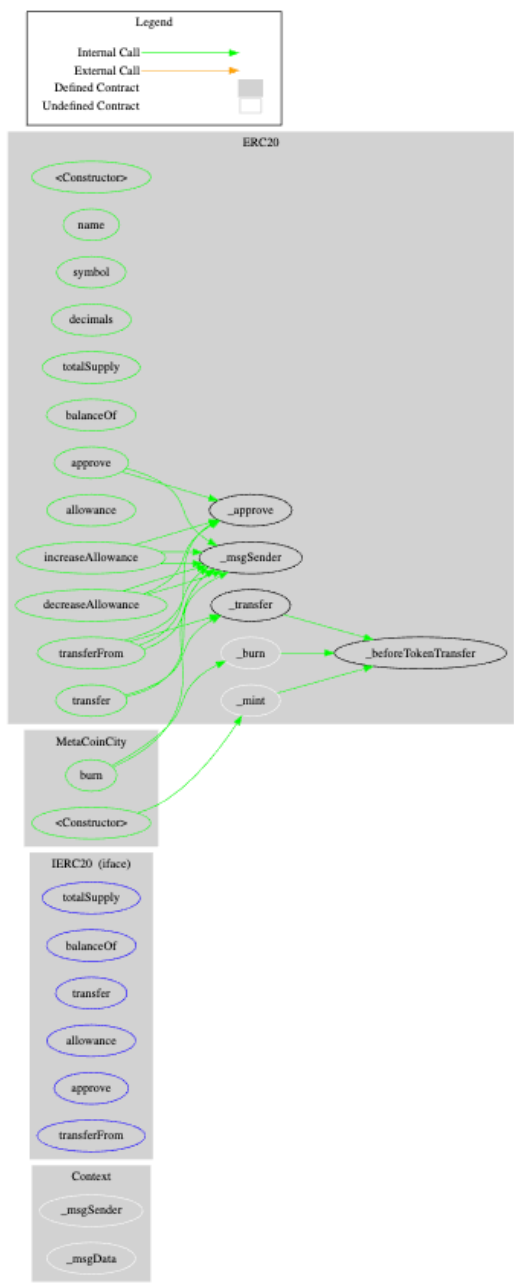 Legend
Internal Call
External Call
Defined Contract
Undefined Contract
ERC20
<Constructor>
name
symbol
decimals
totalSupply
balanceOf
approve
allowance
_approve
increaseAllowance
_msgSender
decreaseAllowance
_transfer
transferFrom
_burn
_beforeTokenTransfer
transfer
_mint
MetaCoinCity
burn
<Constructor>
IERC20 (iface)
totalSupply
balanceOf
transfer
allowance
approve
transferFrom
Context
_msgSender
_msgData